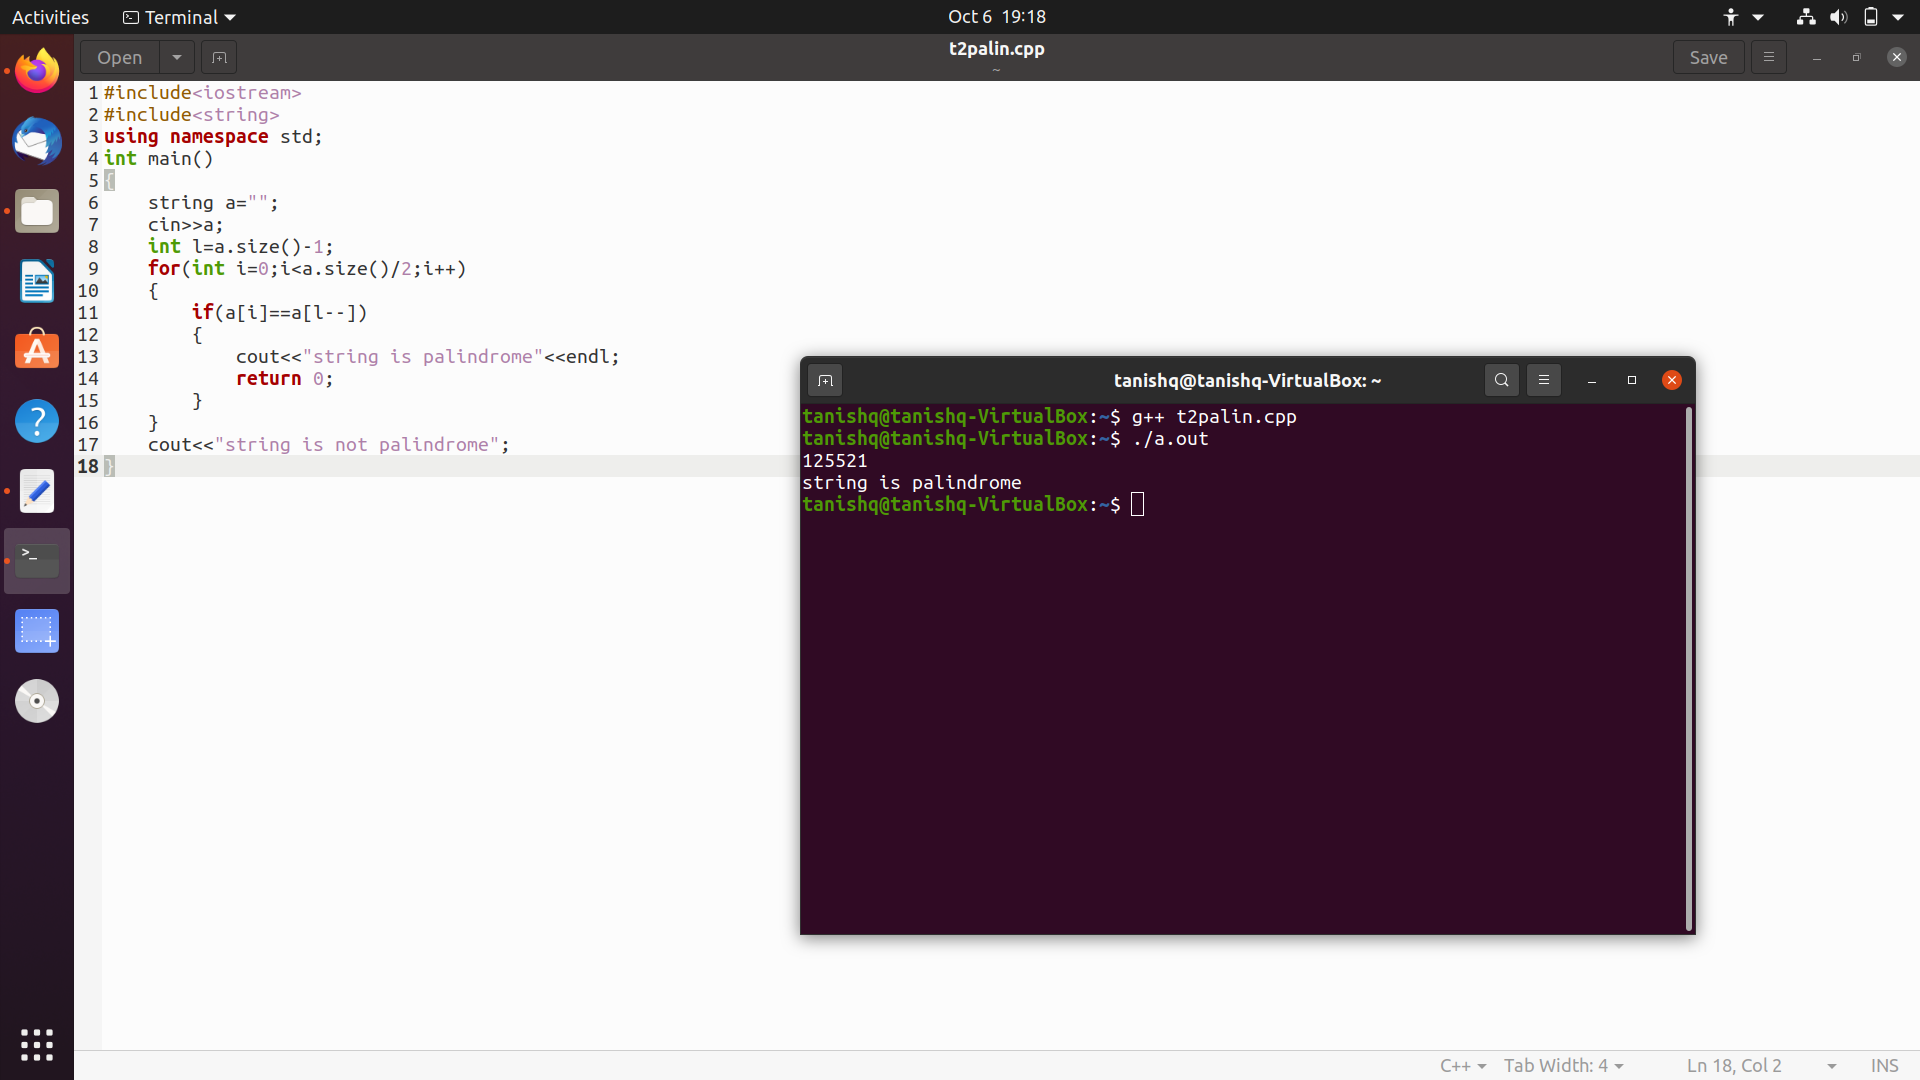 Activities Terminal Oct 6 19:18
Open t2palin.cpp Save
~
1 #include<iostream>
2 #include<string>
3 using namespace std;
4 int main()
5 {
6     string a="";
7     cin>>a;
8     int l=a.size()-1;
9     for(int i=0;i<a.size()/2;i++)
10     {
11         if(a[i]==a[l--])
12         {
13             cout<<"string is palindrome"<<endl;
14             return 0;
15         }
16     }
17     cout<<"string is not palindrome";
18 }
tanishq@tanishq-VirtualBox: ~
tanishq@tanishq-VirtualBox:~$ g++ t2palin.cpp
tanishq@tanishq-VirtualBox:~$ ./a.out
125521
string is palindrome
tanishq@tanishq-VirtualBox:~$
C++ Tab Width: 4 Ln 18, Col 2 INS